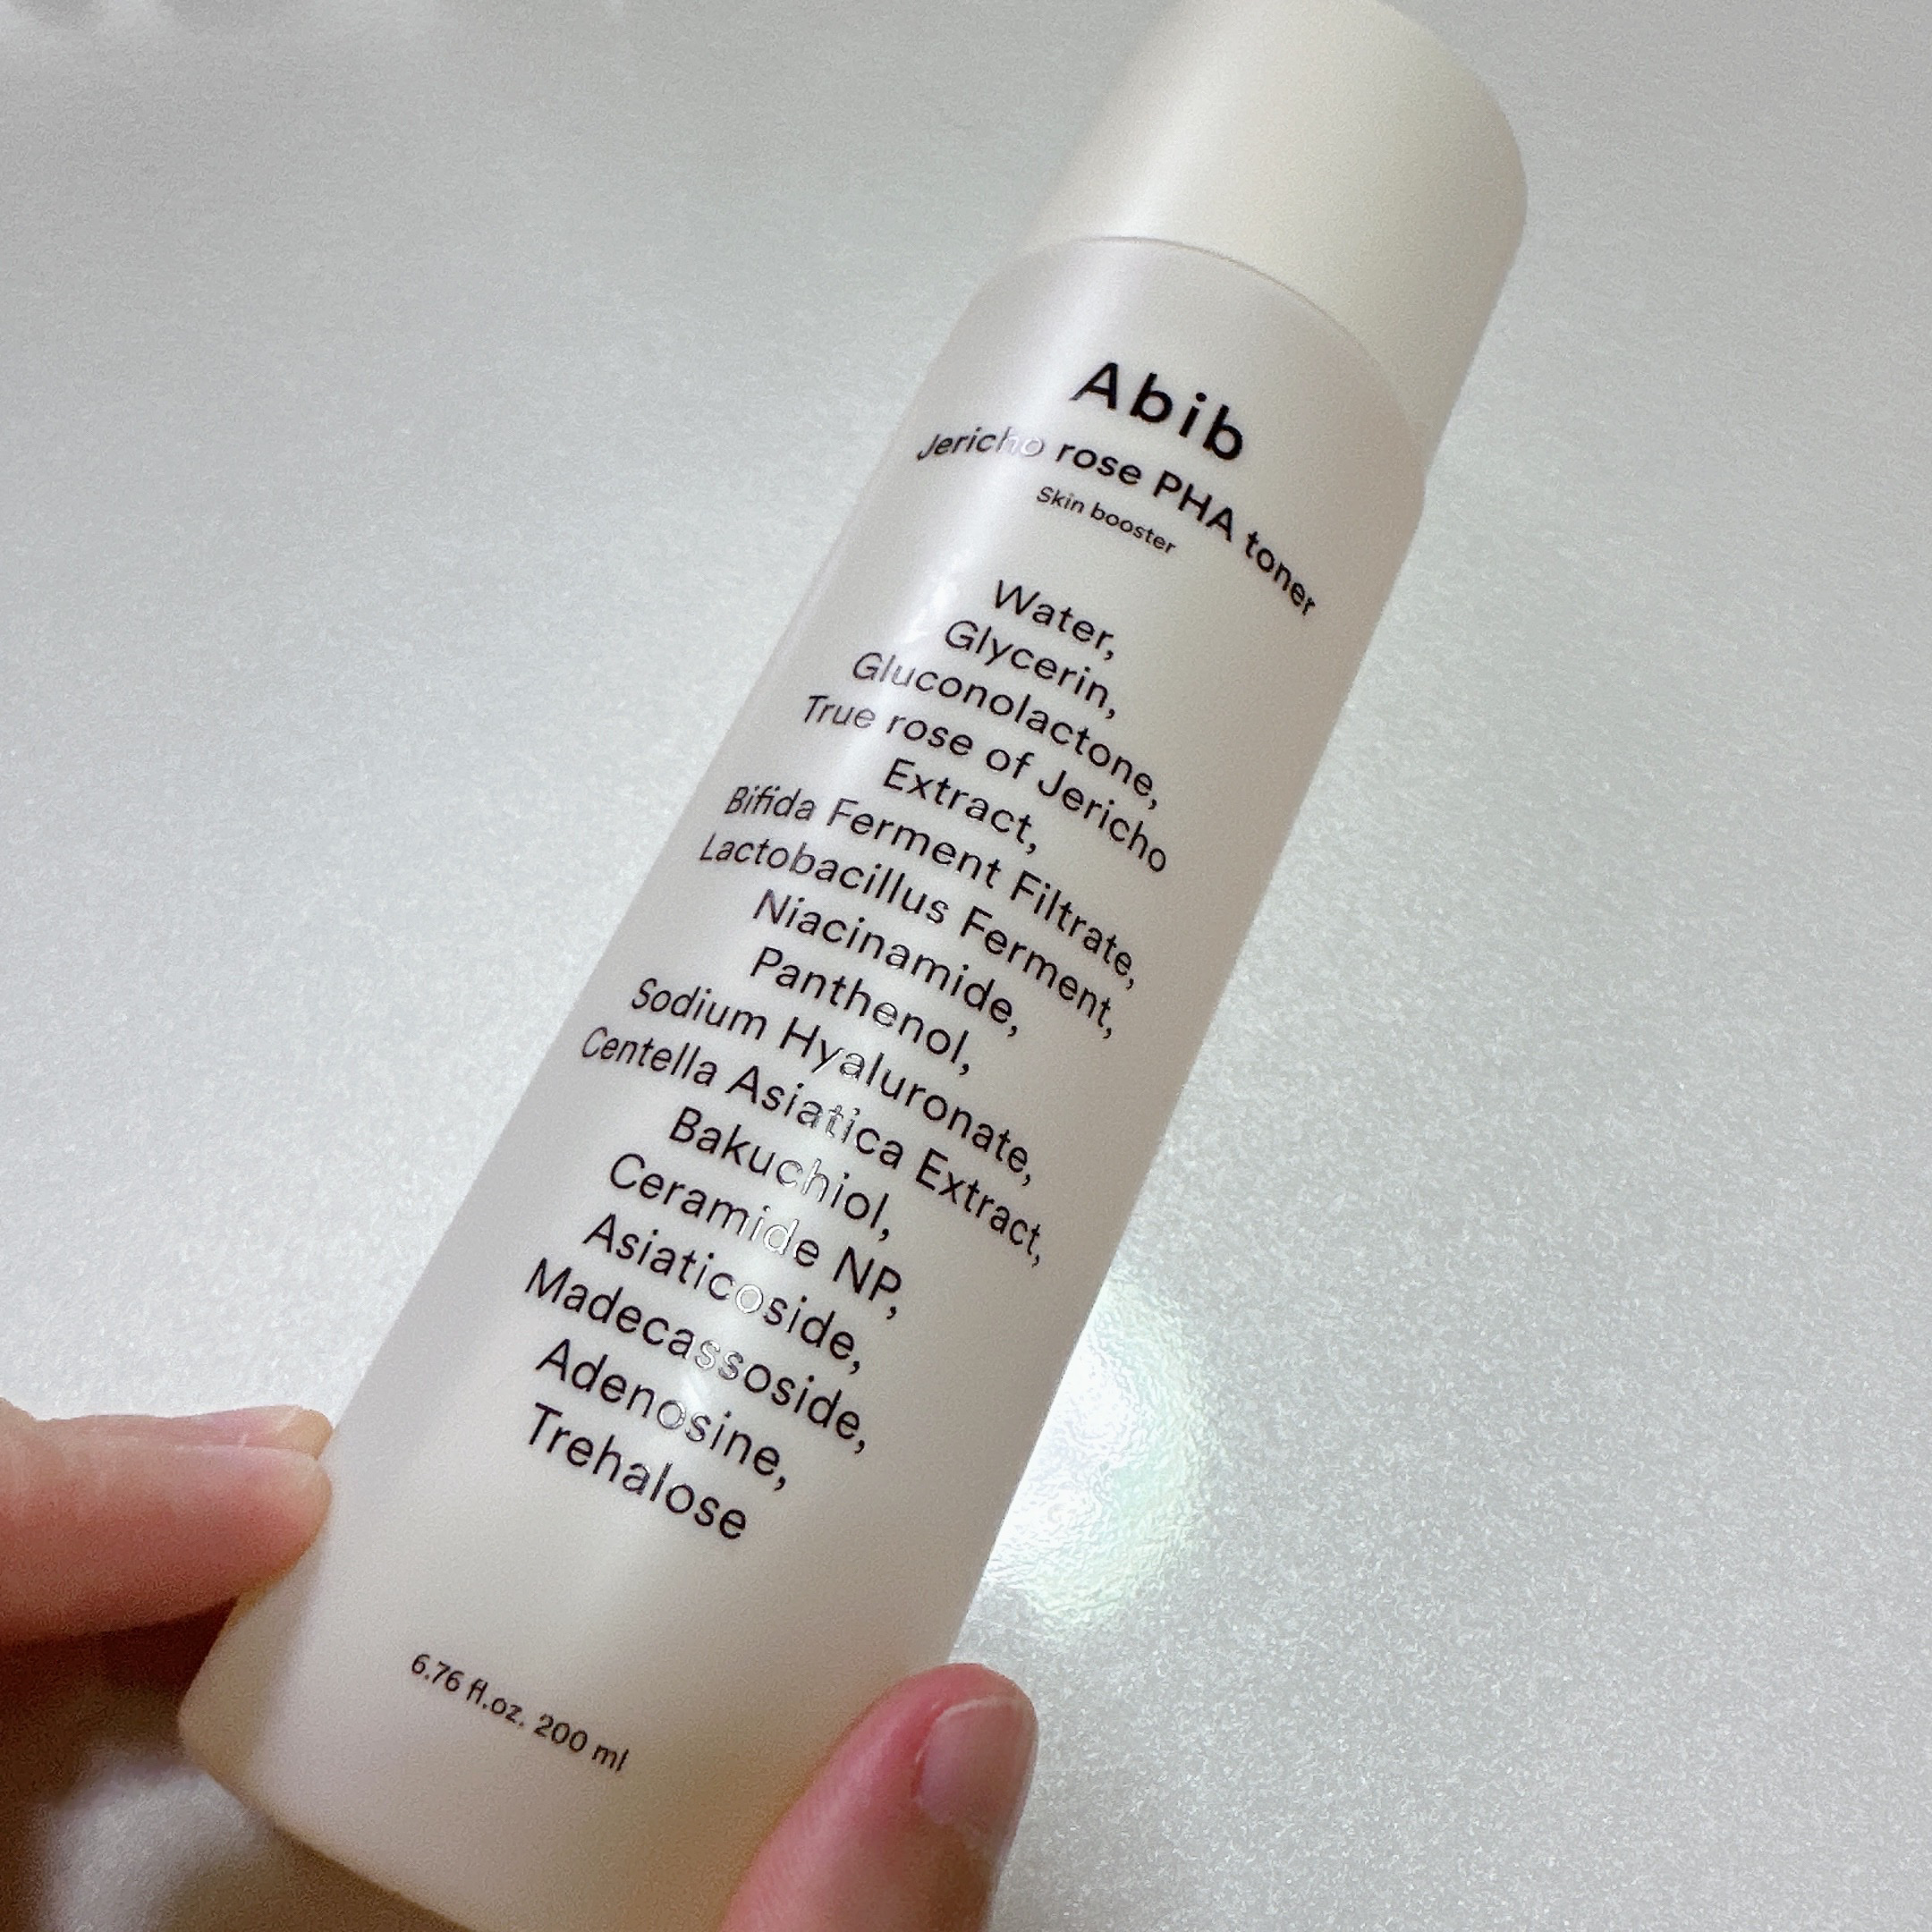 Abib
Jericho rose PHA toner
Skin booster
Water,
Glycerin,
Gluconolactone,
True rose of Jericho
Extract,
Bifida Ferment Filtrate,
Lactobacillus Ferment,
Niacinamide,
Panthenol,
Sodium Hyaluronate,
Centella Asiatica Extract,
Bakuchiol,
Ceramide NP,
Asiaticoside,
Madecassoside,
Adenosine,
Trehalose
6.76 fl.oz. 200 ml